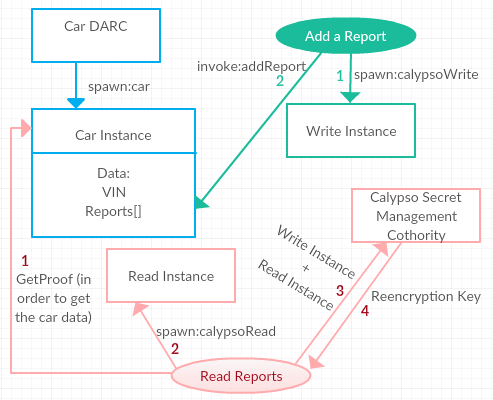 Car DARC
Add a Report
invoke:addReport
2
1
spawn:calypsoWrite
spawn:car
Car Instance
Write Instance
Data:
VIN
Reports[]
Calypso Secret
Management
Cothority
Write Instance
+
Read Instance
1
GetProof (in
order to get
the car data)
Read Instance
3
4
Reencryption Key
spawn:calypsoRead
2
Read Reports